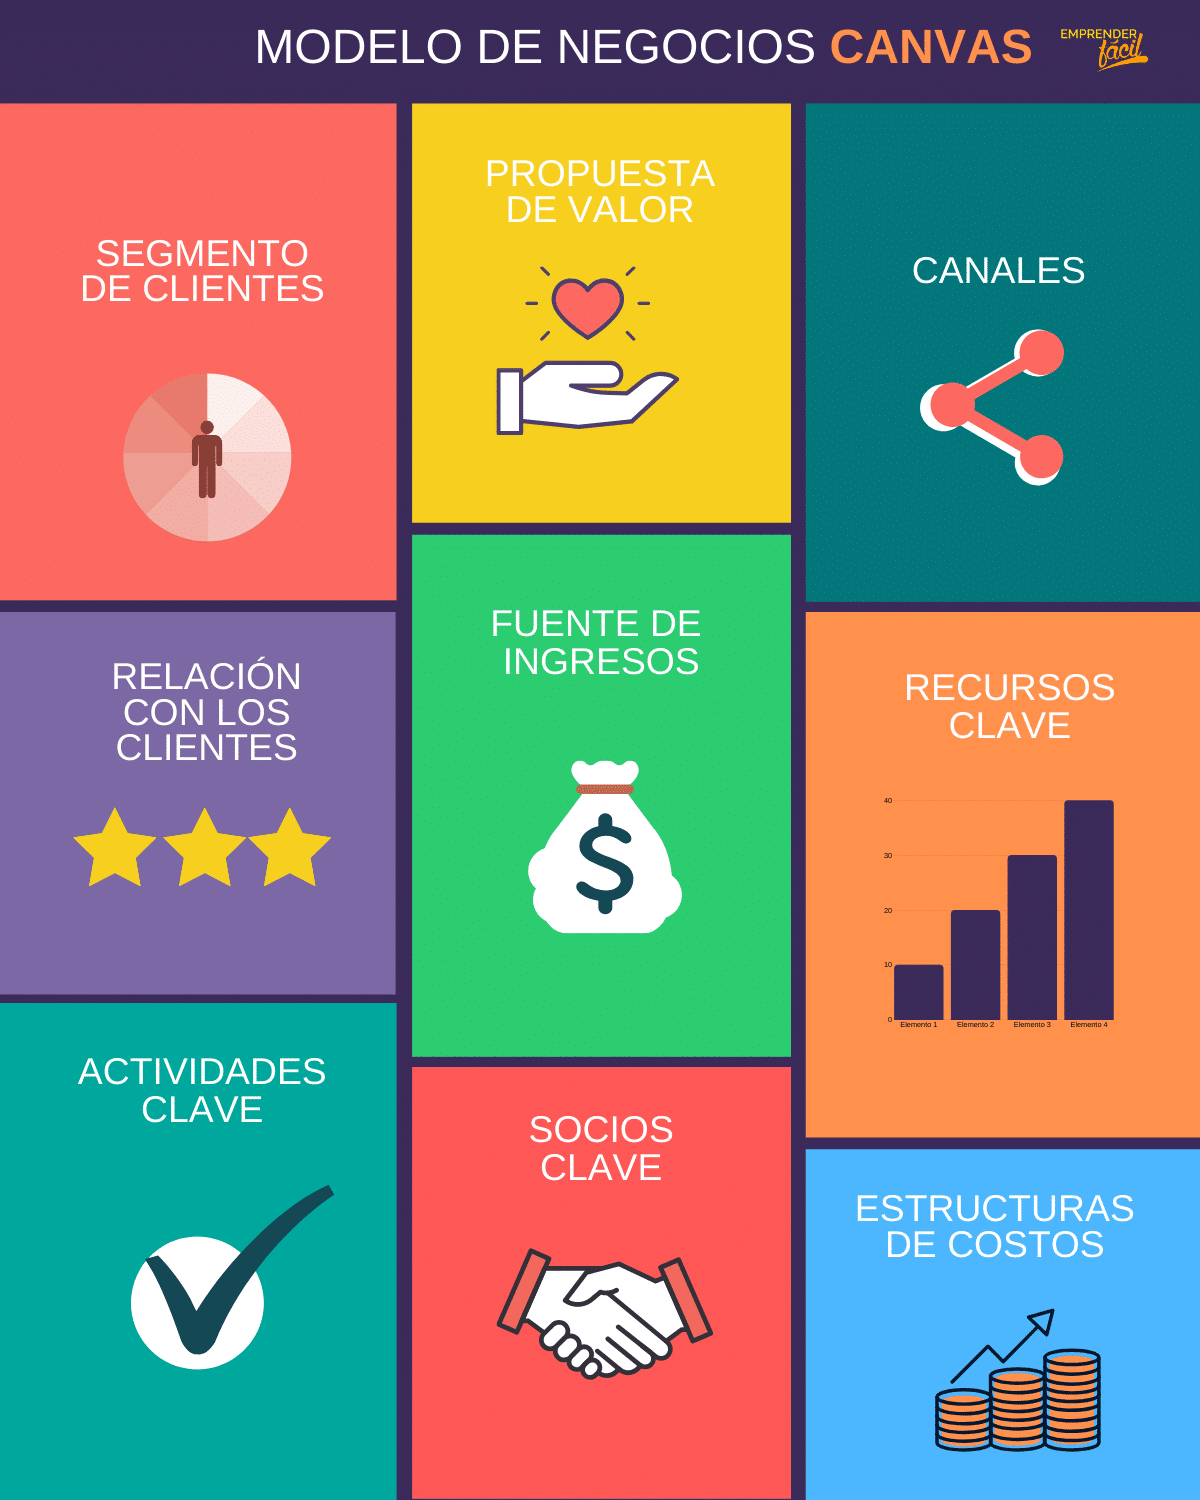 MODELO DE NEGOCIOS CANVAS
EMPRENDER
fácil
SEGMENTO
DE CLIENTES
PROPUESTA
DE VALOR
CANALES
RELACIÓN
CON LOS
CLIENTES
FUENTE DE
INGRESOS
$
RECURSOS
CLAVE
40
30
20
10
0
Elemento 1 Elemento 2 Elemento 3 Elemento 4
ACTIVIDADES
CLAVE
SOCIOS
CLAVE
ESTRUCTURAS
DE COSTOS